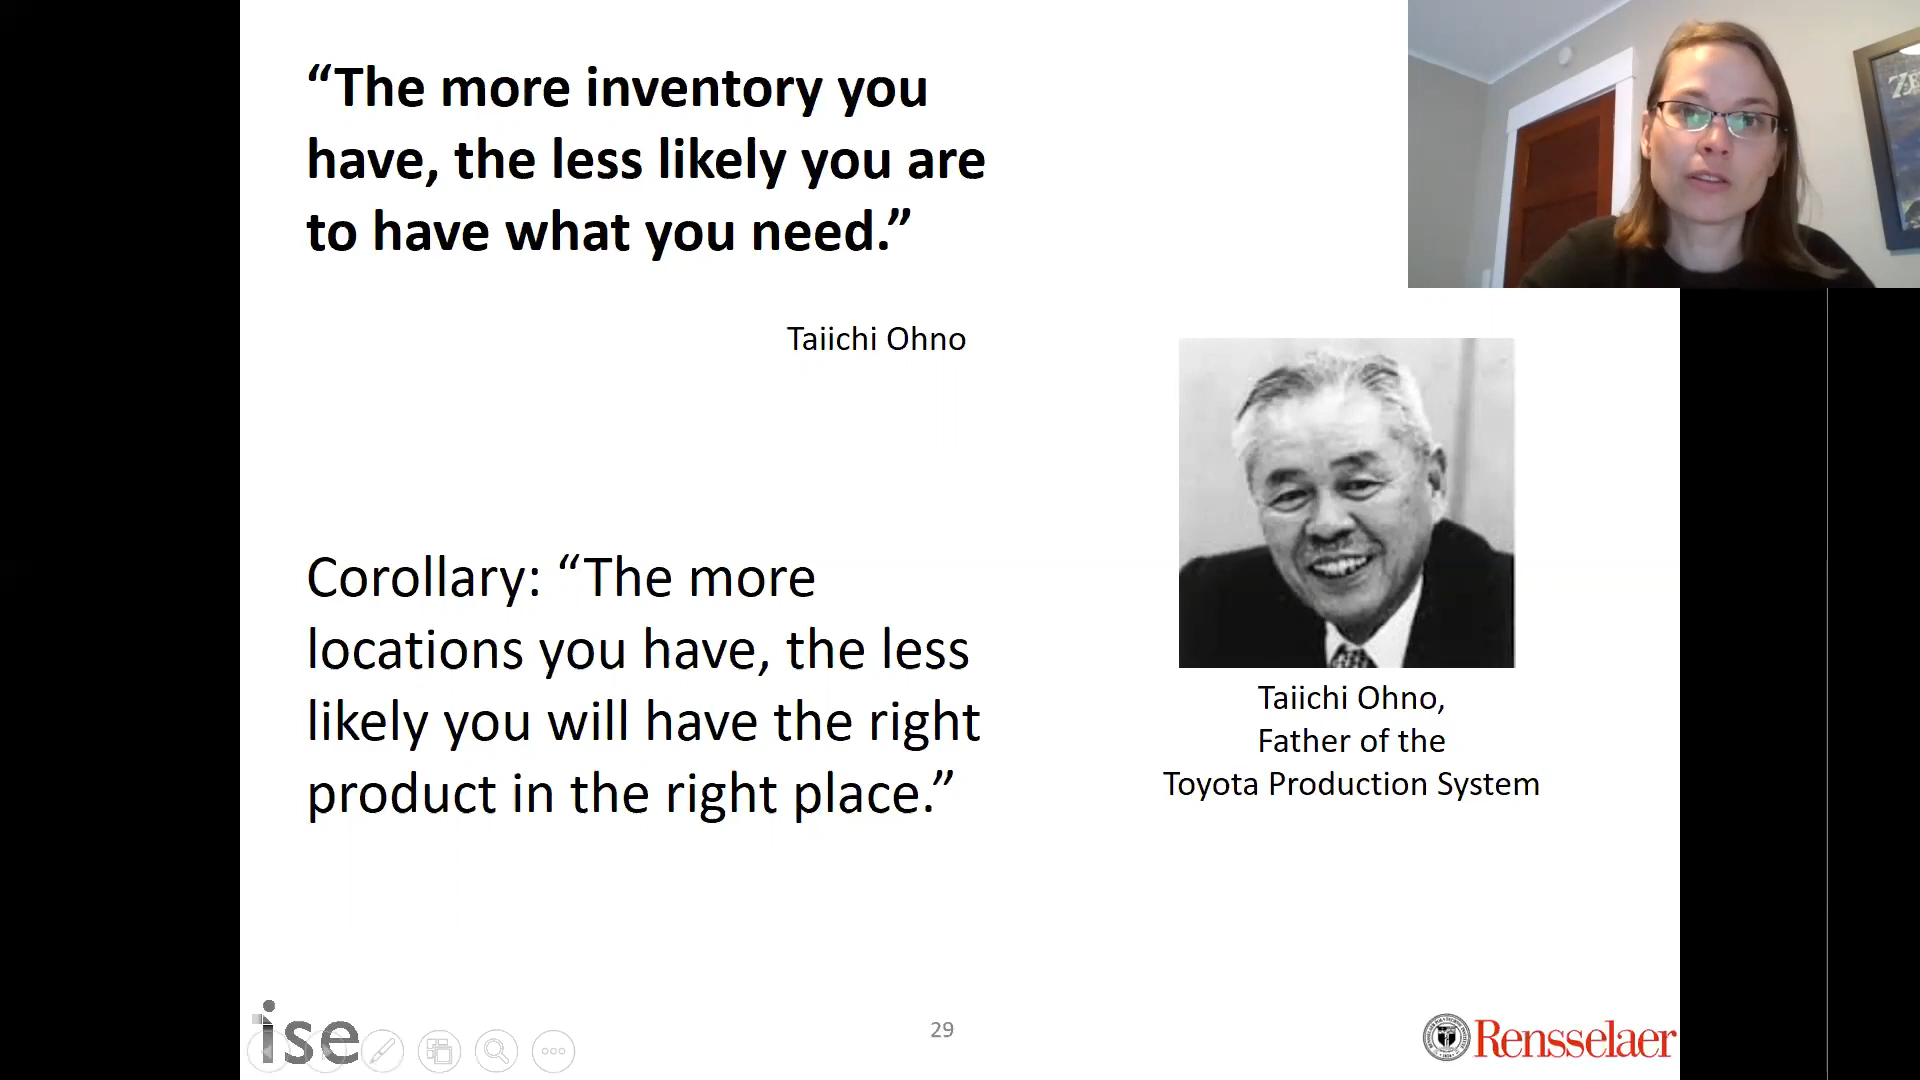 “The more inventory you
have, the less likely you are
to have what you need.”
Taiichi Ohno
Corollary: “The more
locations you have, the less
likely you will have the right
product in the right place.”
Taiichi Ohno,
Father of the
Toyota Production System
ise
29
Rensselaer